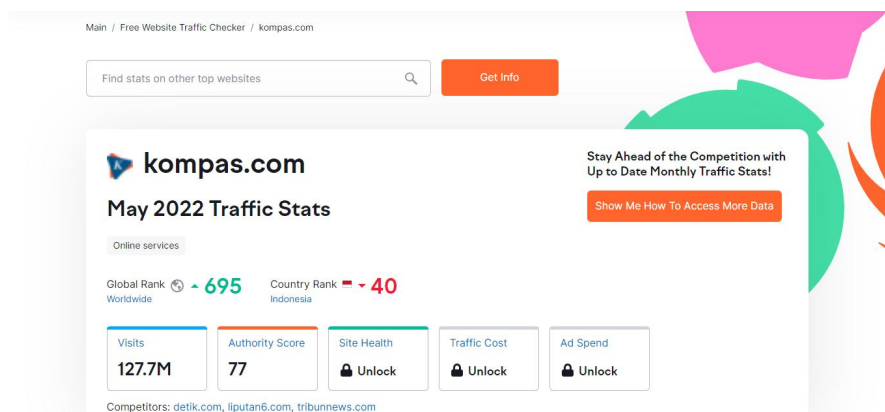 Main / Free Website Traffic Checker / kompas.com
Find stats on other top websites
Get Info
kompas.com
Stay Ahead of the Competition with
Up to Date Monthly Traffic Stats!
Show Me How To Access More Data
May 2022 Traffic Stats
Online services
Global Rank 695 Country Rank 40
Worldwide Indonesia
Visits Authority Score Site Health Traffic Cost Ad Spend
127.7M 77 Unlock Unlock Unlock
Competitors: detik.com, liputan6.com, tribunnews.com